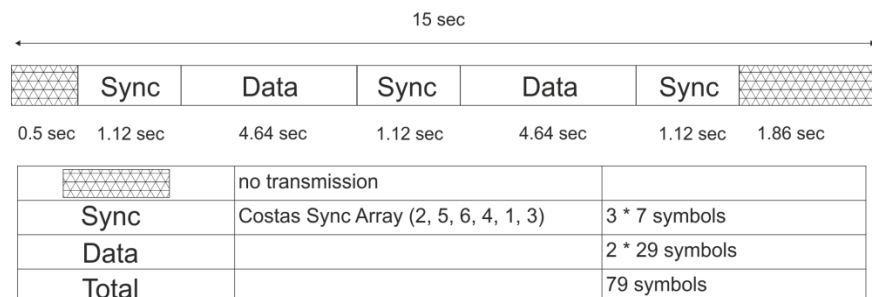 15 sec
Sync Data Sync Data Sync
0.5 sec 1.12 sec 4.64 sec 1.12 sec 4.64 sec 1.12 sec 1.86 sec
no transmission
Sync Costas Sync Array (2, 5, 6, 4, 1, 3) 3 * 7 symbols
Data 2 * 29 symbols
Total 79 symbols